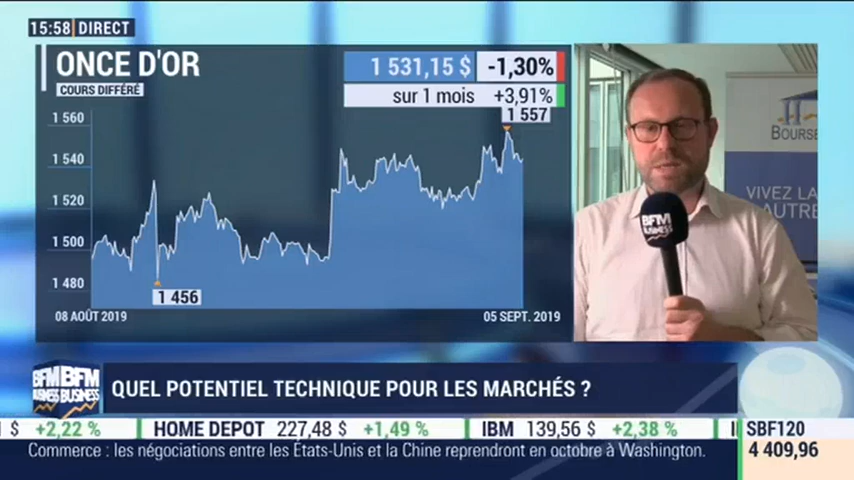 15:58 DIRECT
ONCE D'OR
COURS DIFFÉRÉ
1 531,15 $ -1,30%
sur 1 mois +3,91%
1 557
1 560
1 540
1 520
1 500
1 480
1 456
08 AOÛT 2019 05 SEPT. 2019
BOURSE
VIVEZ LA
AUTRE
BFM
BUSINESS
BFM BFM
BUSINESS BUSINESS
QUEL POTENTIEL TECHNIQUE POUR LES MARCHÉS ?
$ +2,22 % HOME DEPOT 227,48 $ +1,49 % IBM 139,56 $ +2,38 %
SBF120
4 409,96
Commerce : les négociations entre les États-Unis et la Chine reprendront en octobre à Washington.